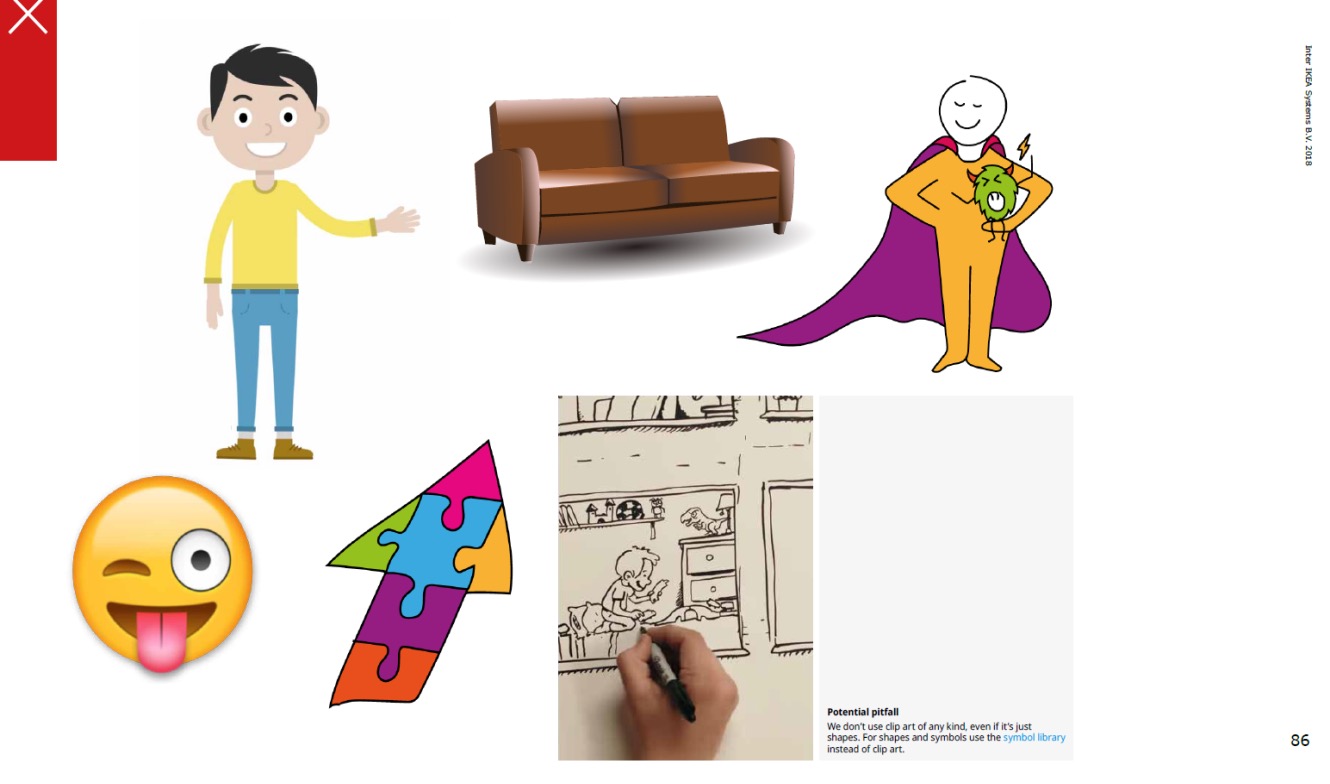 Inter IKEA Systems B.V. 2018
Potential pitfall
We don't use clip art of any kind, even if it's just
shapes. For shapes and symbols use the symbol library
instead of clip art.
86